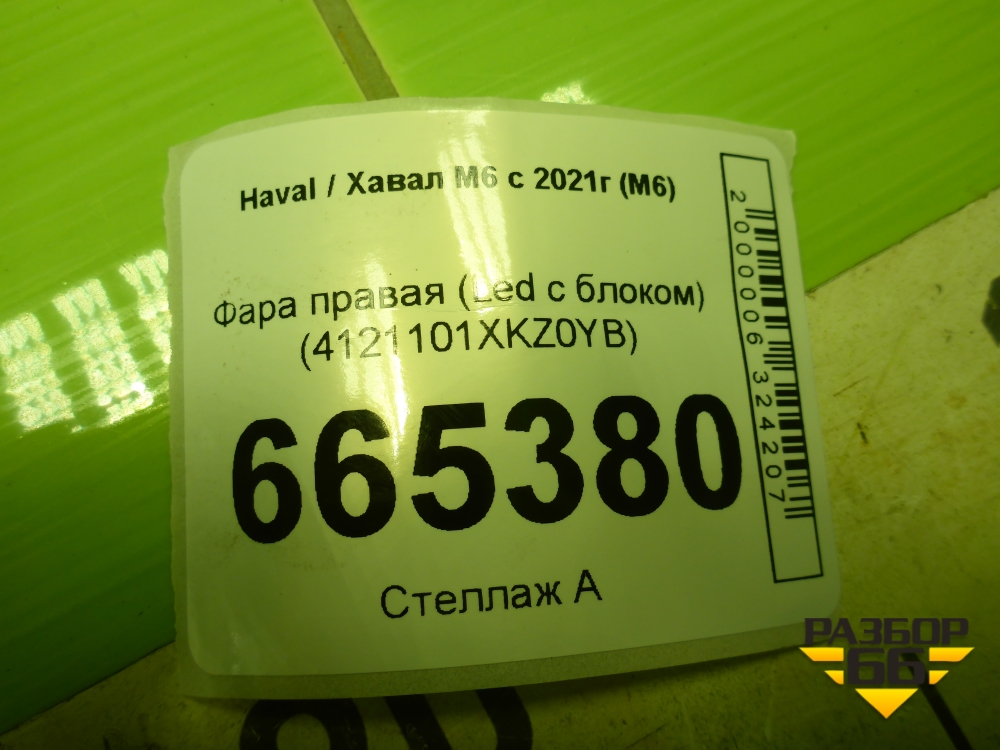 Haval / Хавал М6 с 2021г (М6)
Фара правая (Led с блоком)
(4121101XKZ0YB)
665380
Стеллаж А
2000006324207
РАЗБОР
66